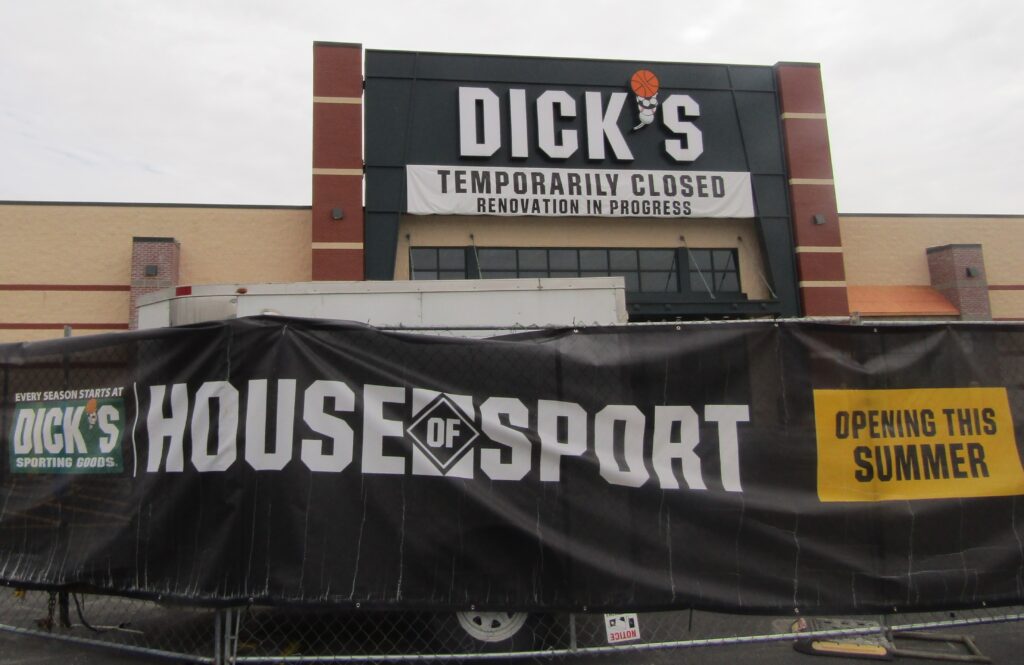 DICK'S
TEMPORARILY CLOSED
RENOVATION IN PROGRESS
EVERY SEASON STARTS AT
DICK'S
SPORTING GOODS.
HOUSE OF SPORT
OPENING THIS
SUMMER
NOTICE